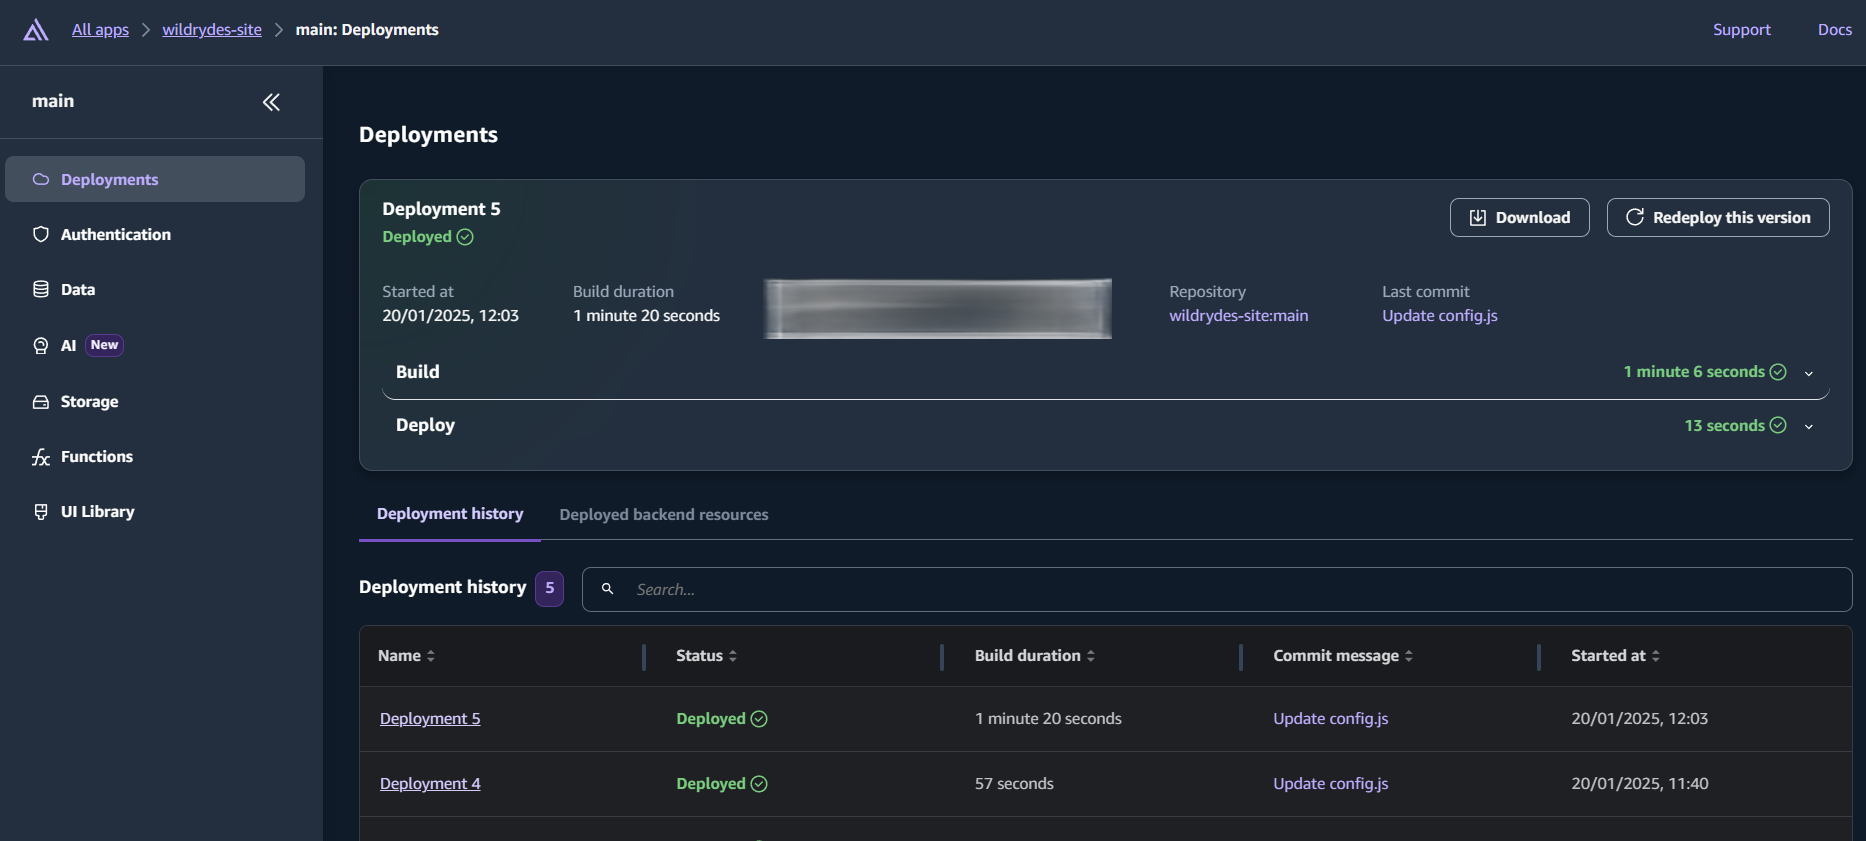 All apps > wildrydes-site > main: Deployments
Support
Docs
main
Deployments
Authentication
Data
AI New
Storage
Functions
UI Library
Deployments
Deployment 5
Deployed
Download
Redeploy this version
Started at
20/01/2025, 12:03
Build duration
1 minute 20 seconds
Repository
wildrydes-site:main
Last commit
Update config.js
Build
1 minute 6 seconds
Deploy
13 seconds
Deployment history
Deployed backend resources
Deployment history 5
Search...
Name Status Build duration Commit message Started at
Deployment 5 Deployed 1 minute 20 seconds Update config.js 20/01/2025, 12:03
Deployment 4 Deployed 57 seconds Update config.js 20/01/2025, 11:40